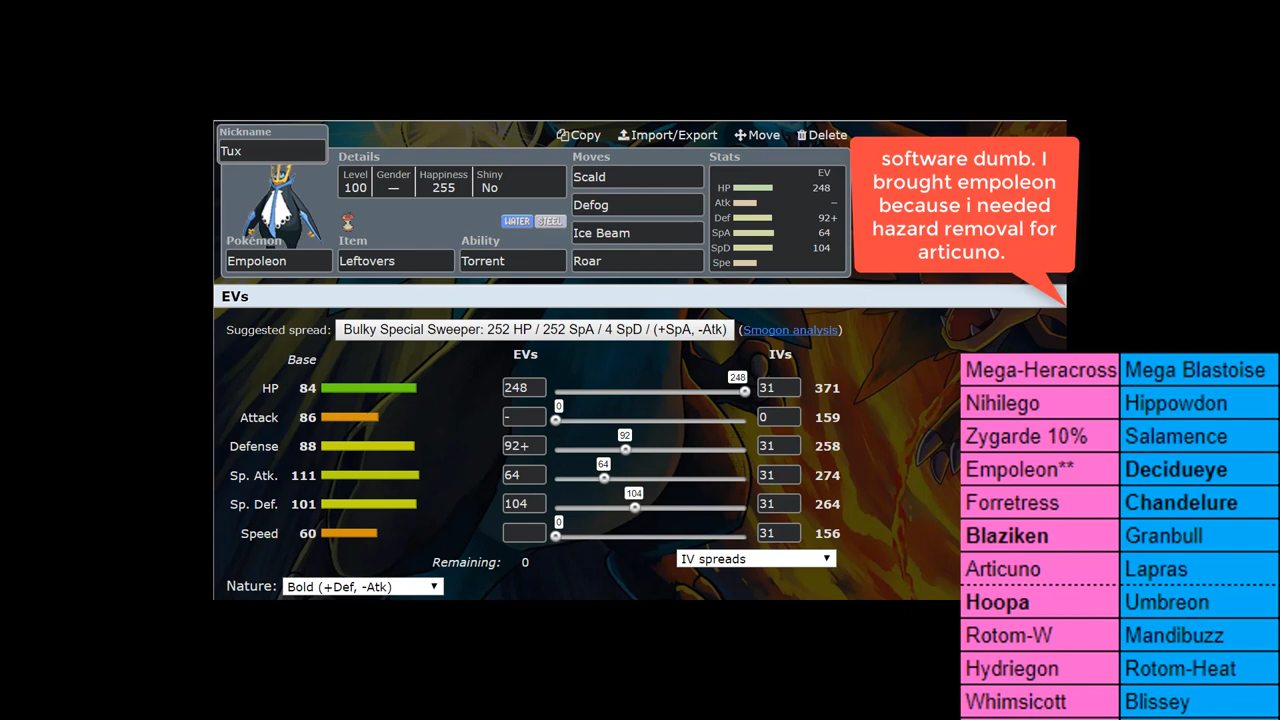 Nickname
Tux
Copy Import/Export Move Delete
Details
Level Gender Happiness Shiny
100 — 255 No
WATER STEEL
Pokémon Item Ability
Empoleon Leftovers Torrent
Moves
Scald
Defog
Ice Beam
Roar
Stats
EV
HP 248
Atk –
Def 92+
SpA 64
SpD 104
Spe
software dumb. I
brought empoleon
because i needed
hazard removal for
articuno.
EVs
Suggested spread: Bulky Special Sweeper: 252 HP / 252 SpA / 4 SpD / (+SpA, -Atk) (Smogon analysis)
Base EVs IVs
HP 84 248 248 31 371
Attack 86 - 0 0 159
Defense 88 92+ 92 31 258
Sp. Atk. 111 64 64 31 274
Sp. Def. 101 104 104 31 264
Speed 60 0 31 156
Remaining: 0 IV spreads
Nature: Bold (+Def, -Atk)
Mega-Heracross Mega Blastoise
Nihilego Hippowdon
Zygarde 10% Salamence
Empoleon** Decidueye
Forretress Chandelure
Blaziken Granbull
Articuno Lapras
Hoopa Umbreon
Rotom-W Mandibuzz
Hydriegon Rotom-Heat
Whimsicott Blissey